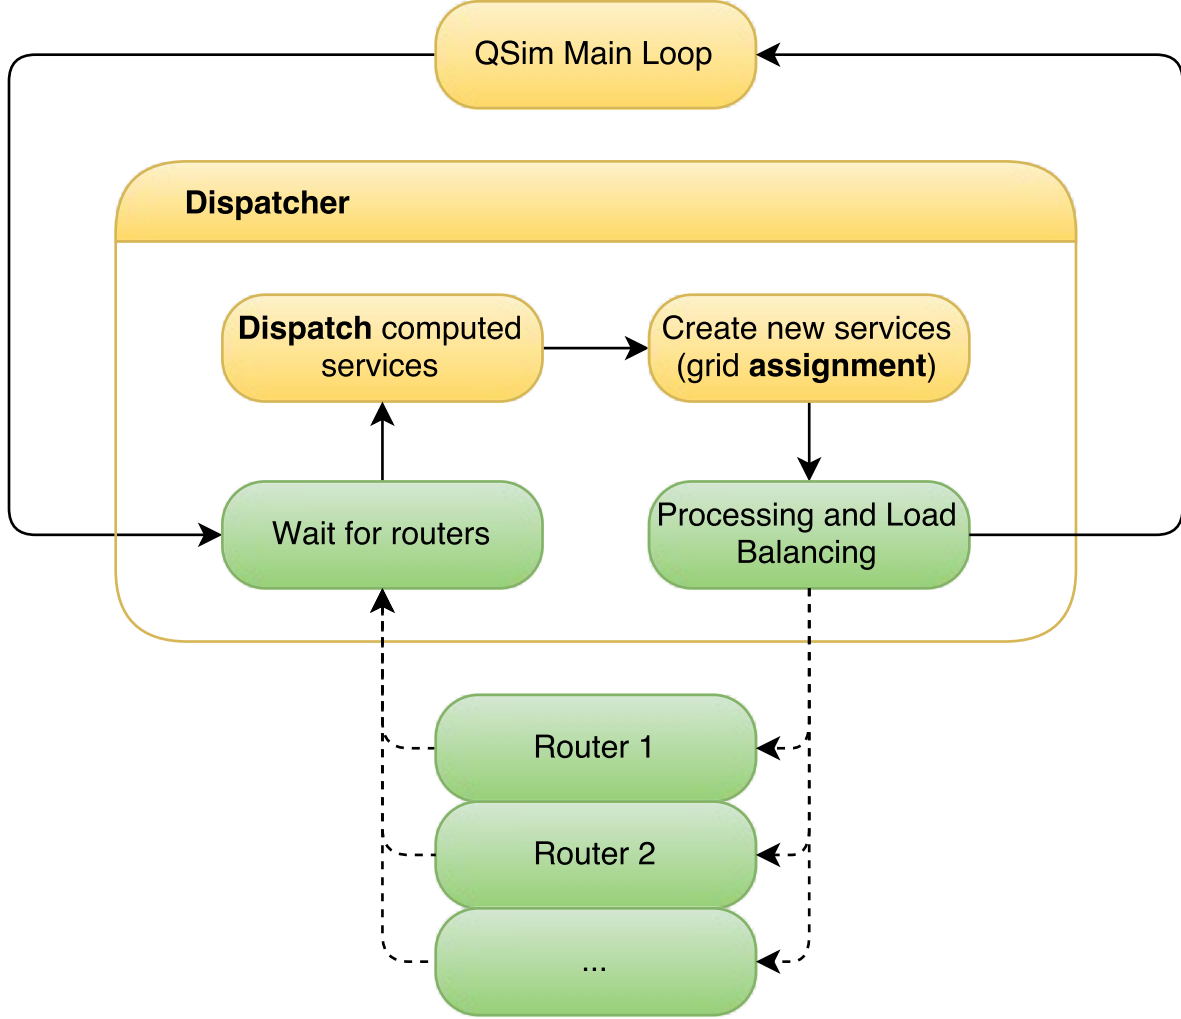 QSim Main Loop
Dispatcher
Dispatch computed
services
Create new services
(grid assignment)
Wait for routers
Processing and Load
Balancing
Router 1
Router 2
...